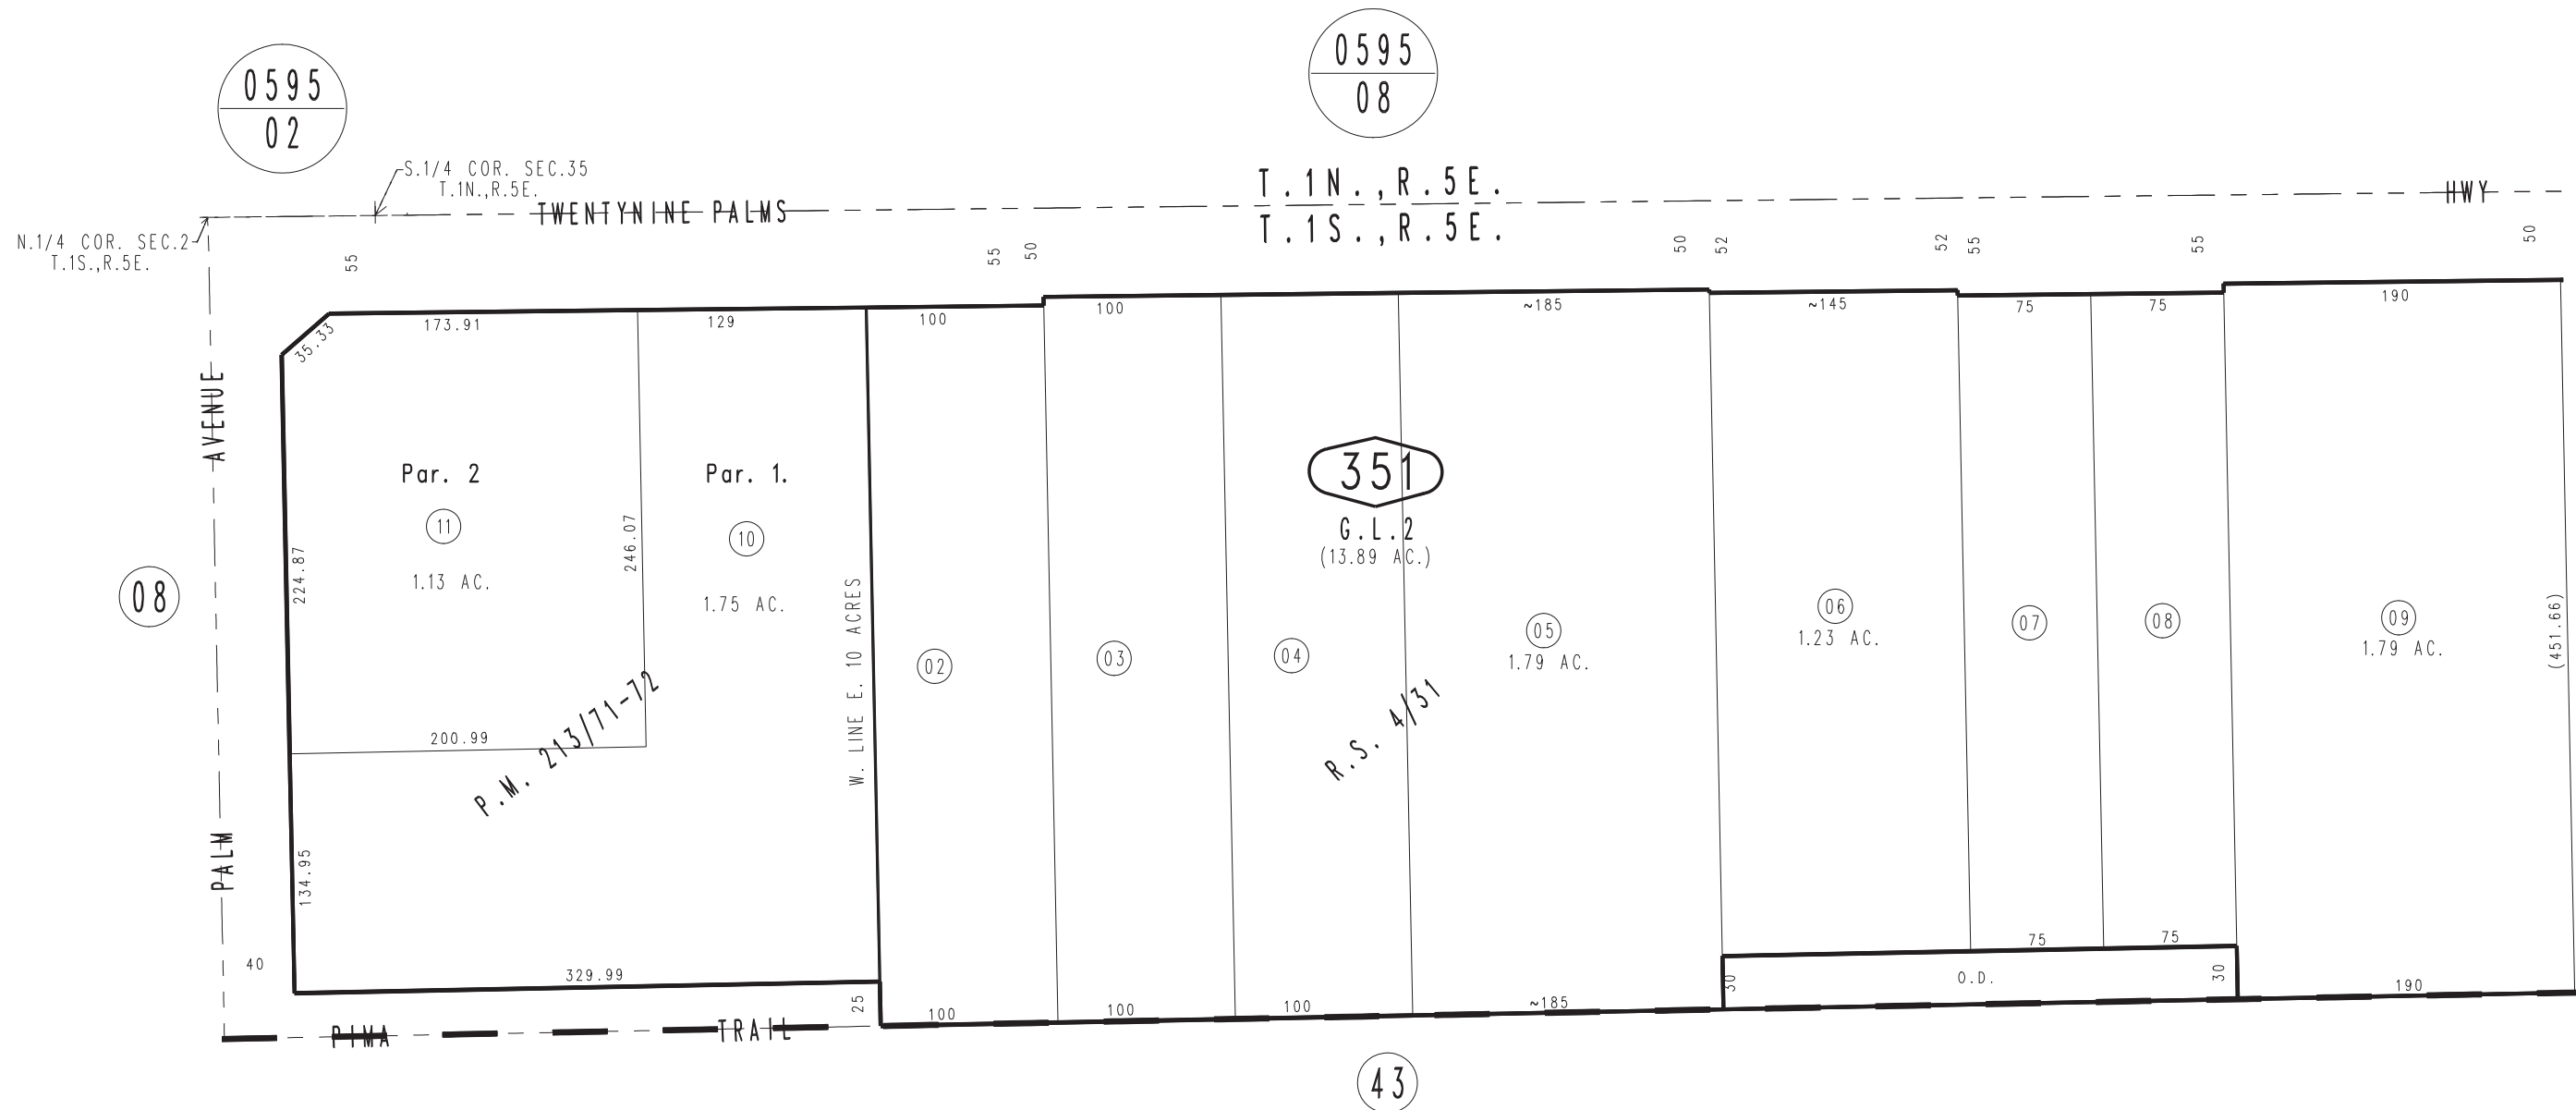 0595
02
0595
08
S.1/4 COR. SEC.35
T.1N.,R.5E.
T.1N.,R.5E.
TWENTYNINE PALMS
HWY
T.1S.,R.5E.
N.1/4 COR. SEC.2
T.1S.,R.5E.
55
55
50
50
52
52
55
55
50
35.33
173.91
129
100
100
~185
~145
75
75
190
AVENUE
Par. 2
11
1.13 AC.
Par. 1.
10
1.75 AC.
351
G.L.2
(13.89 AC.)
224.87
246.07
08
W. LINE E. 10 ACRES
02
03
04
05
1.79 AC.
06
1.23 AC.
07
08
09
1.79 AC.
(451.66)
200.99
P.M. 213/71-72
R.S. 4/31
PALM
134.95
40
329.99
25
75
75
30
O.D.
30
100
100
100
~185
190
PIMA
TRAIL
43